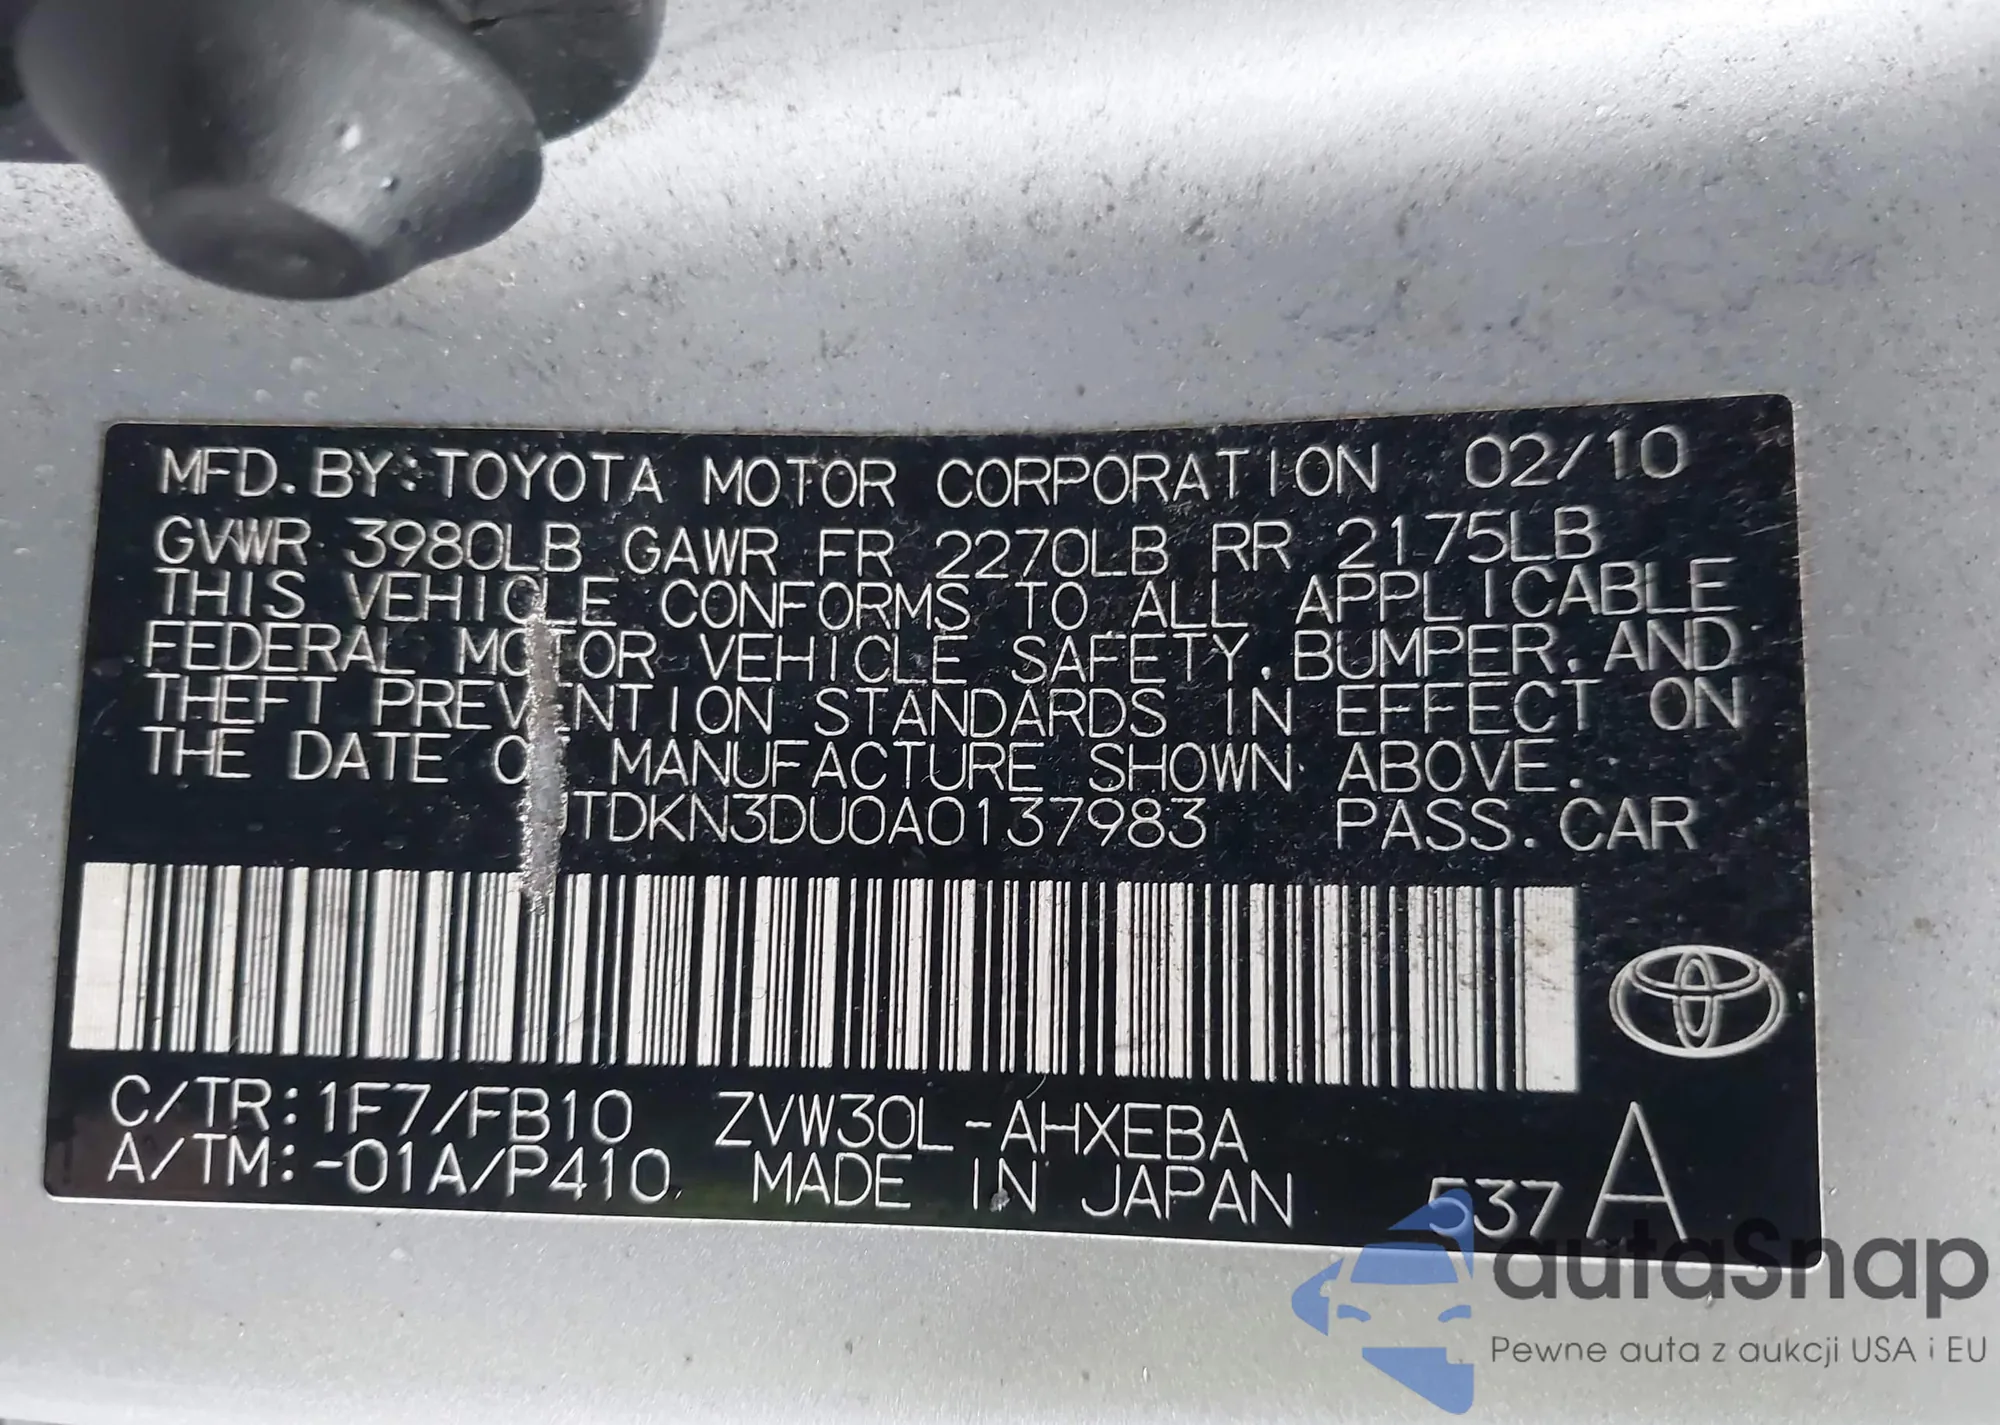 MFD. BY: TOYOTA MOTOR CORPORATION 02/10
GVWR 3980LB GAWR FR 2270LB RR 2175LB
THIS VEHICLE CONFORMS TO ALL APPLICABLE
FEDERAL MOTOR VEHICLE SAFETY, BUMPER, AND
THEFT PREVENTION STANDARDS IN EFFECT ON
THE DATE OF MANUFACTURE SHOWN ABOVE.
JTDKN3DU0A0137983 PASS. CAR
C/TR: 1F7/FB10 ZVW30L-AHXEBA
A/TM: -01A/P410 MADE IN JAPAN 537 A
autaSnap
Pewne auta z aukcji USA i EU